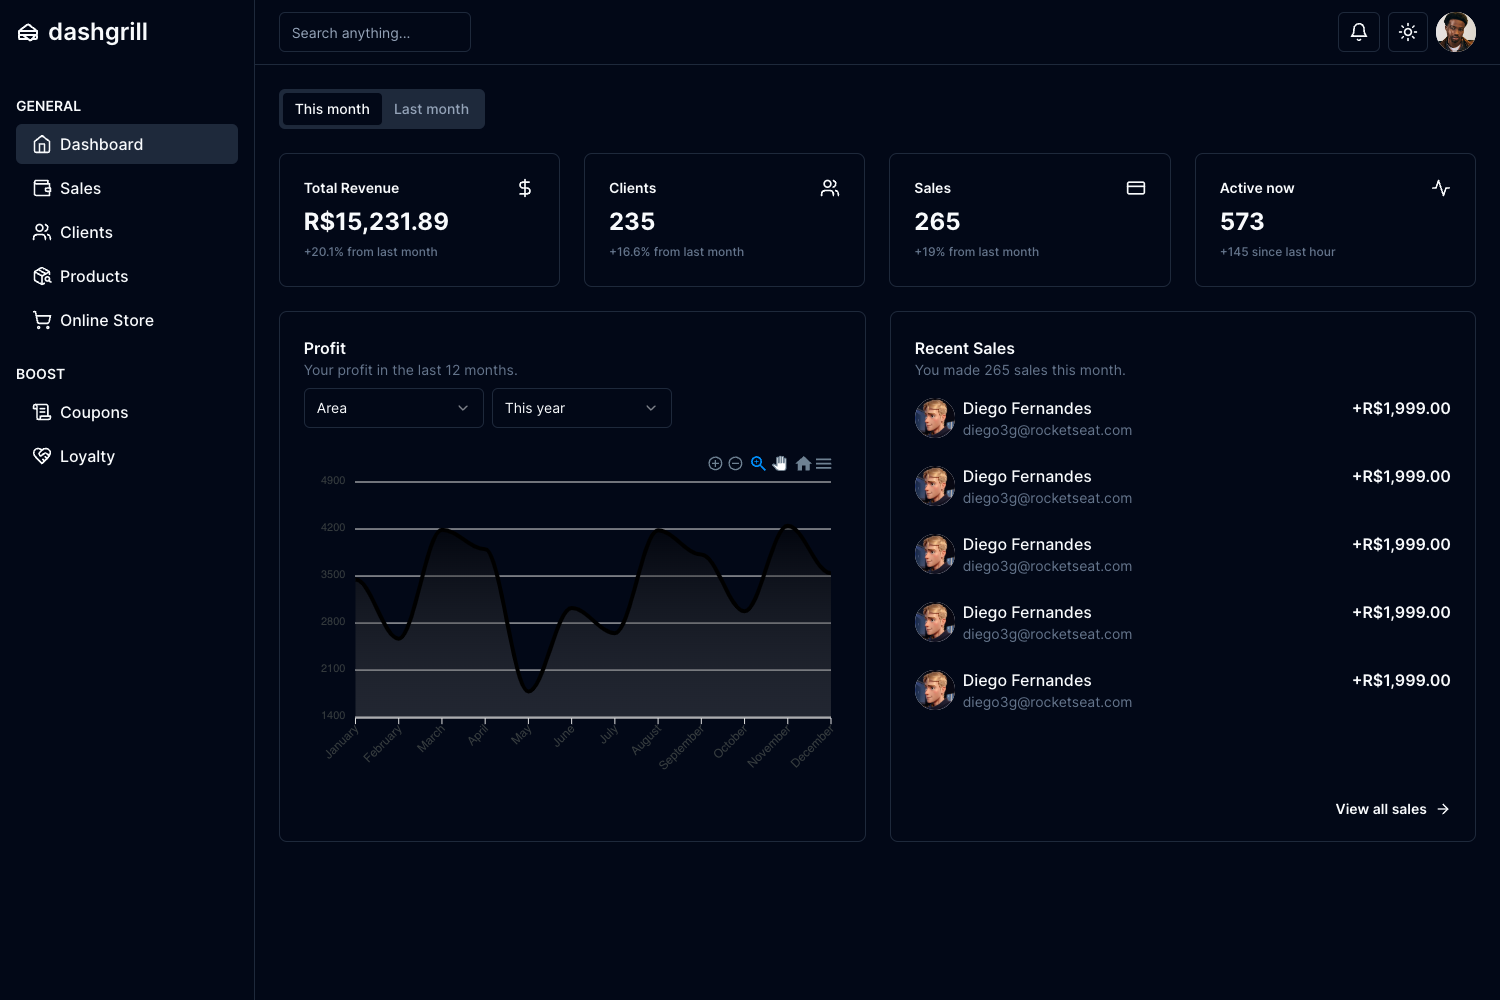 dashgrill
Search anything...
GENERAL
Dashboard
Sales
Clients
Products
Online Store
BOOST
Coupons
Loyalty
This month
Last month
Total Revenue
R$15,231.89
+20.1% from last month
Clients
235
+16.6% from last month
Sales
265
+19% from last month
Active now
573
+145 since last hour
Profit
Your profit in the last 12 months.
Area
This year
4900
4200
3500
2800
2100
1400
January
February
March
April
May
June
July
August
September
October
November
December
Recent Sales
You made 265 sales this month.
Diego Fernandes
+R$1,999.00
diego3g@rocketseat.com
Diego Fernandes
+R$1,999.00
diego3g@rocketseat.com
Diego Fernandes
+R$1,999.00
diego3g@rocketseat.com
Diego Fernandes
+R$1,999.00
diego3g@rocketseat.com
Diego Fernandes
+R$1,999.00
diego3g@rocketseat.com
View all sales